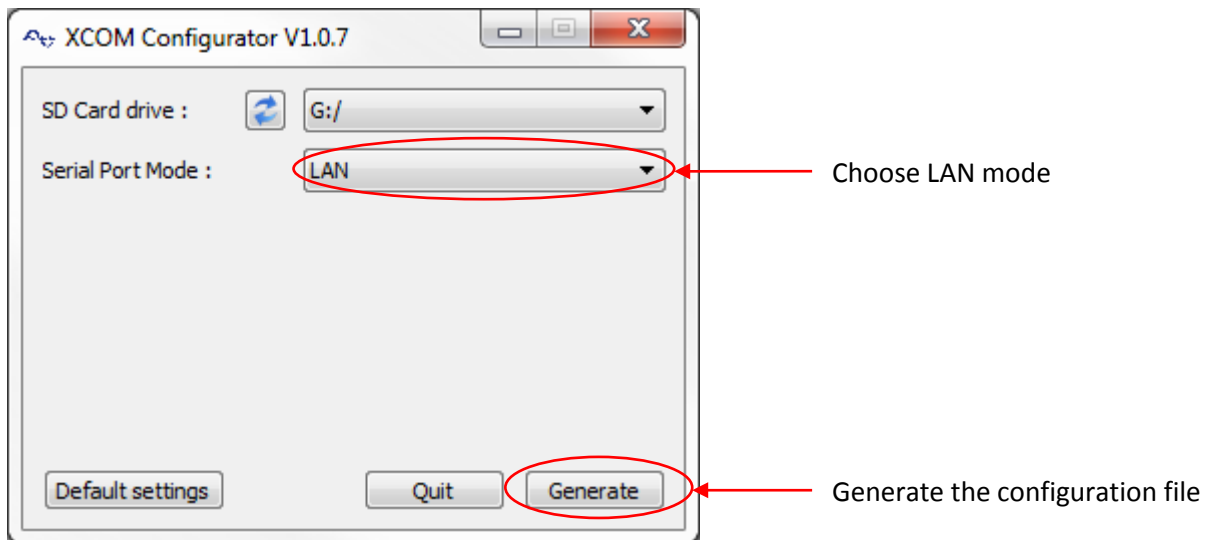 XCOM Configurator V1.0.7
SD Card drive : G:/
Serial Port Mode : LAN
Choose LAN mode
Default settings Quit Generate
Generate the configuration file